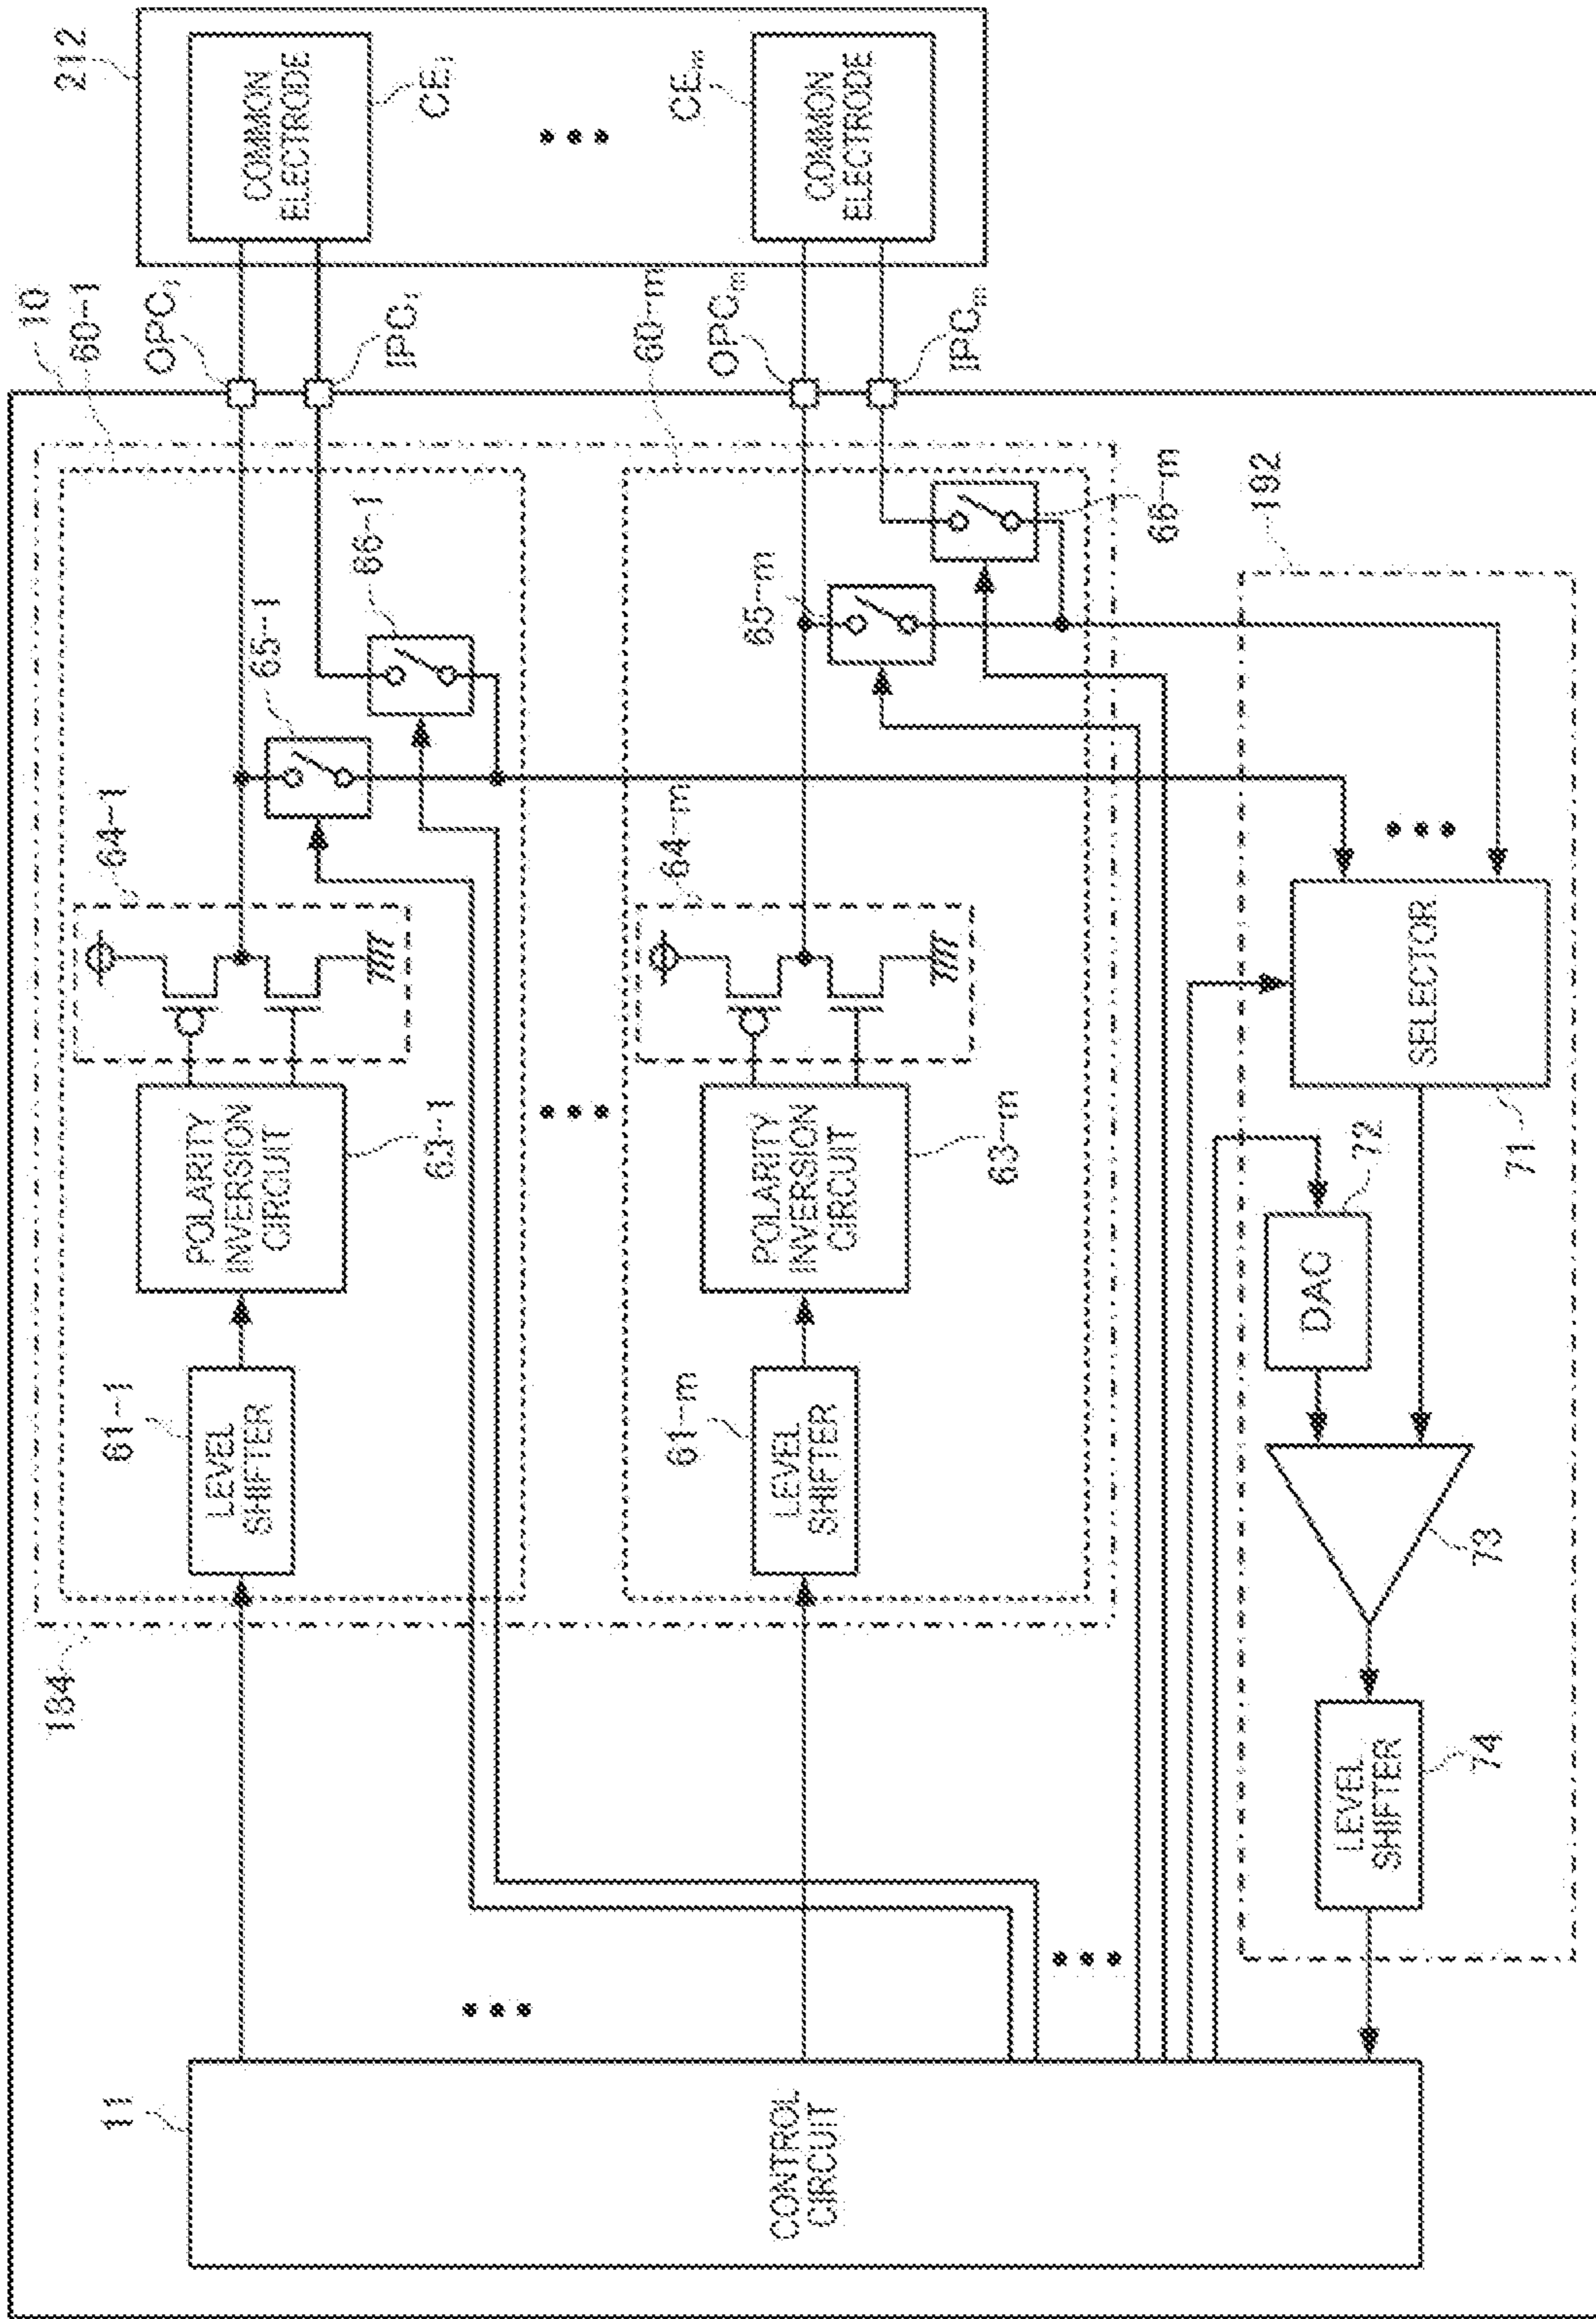 10
11
CONTROL
CIRCUIT
184
60-1
61-1
LEVEL
SHIFTER
POLARITY
INVERSION
CIRCUIT
63-1
64-1
65-1
66-1
OPC1
IPC1
212
COMMON
ELECTRODE
CE1
60-m
61-m
LEVEL
SHIFTER
POLARITY
INVERSION
CIRCUIT
63-m
64-m
65-m
66-m
OPCm
IPCm
COMMON
ELECTRODE
CEm
192
LEVEL
SHIFTER
74
73
DAC
72
SELECTOR
71